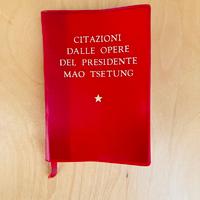 CITAZIONI
DALLE OPERE
DEL PRESIDENTE
MAO TSETUNG